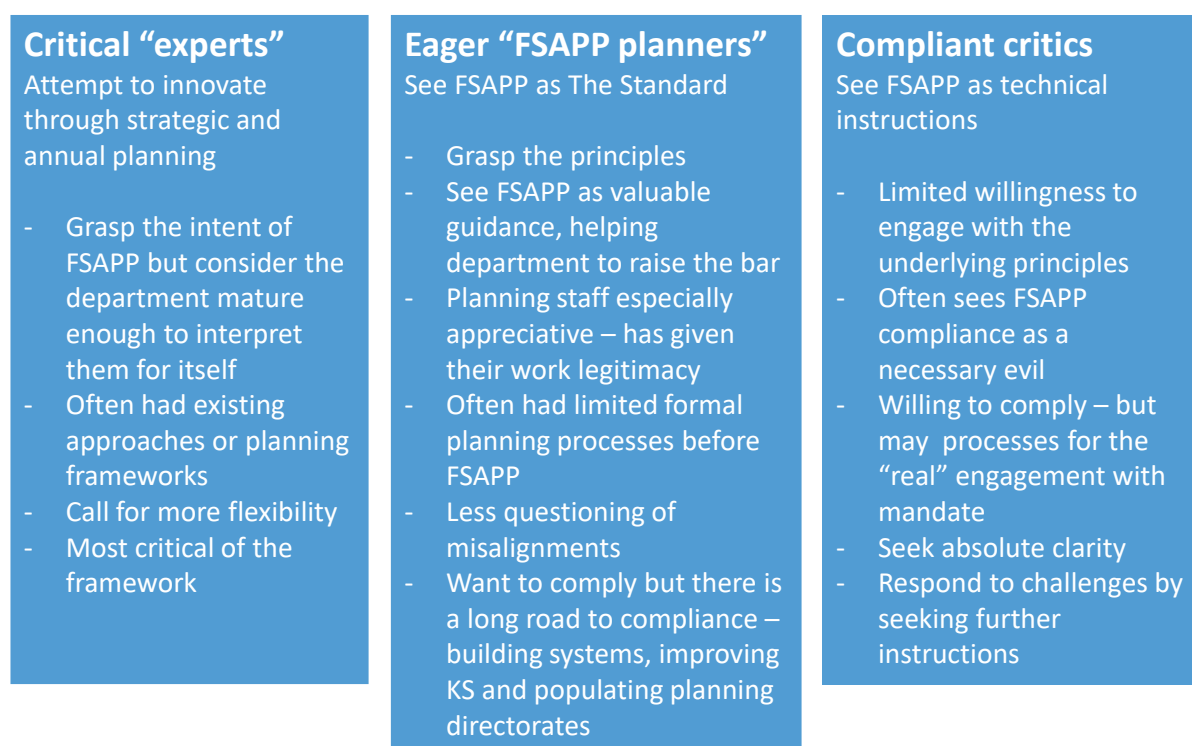 Critical “experts”
Attempt to innovate
through strategic and
annual planning
- Grasp the intent of
FSAPP but consider the
department mature
enough to interpret
them for itself
- Often had existing
approaches or planning
frameworks
- Call for more flexibility
- Most critical of the
framework
Eager “FSAPP planners”
See FSAPP as The Standard
- Grasp the principles
- See FSAPP as valuable
guidance, helping
department to raise the bar
- Planning staff especially
appreciative – has given
their work legitimacy
- Often had limited formal
planning processes before
FSAPP
- Less questioning of
misalignments
- Want to comply but there is
a long road to compliance –
building systems, improving
KS and populating planning
directorates
Compliant critics
See FSAPP as technical
instructions
- Limited willingness to
engage with the
underlying principles
- Often sees FSAPP
compliance as a
necessary evil
- Willing to comply – but
may  processes for the
“real” engagement with
mandate
- Seek absolute clarity
- Respond to challenges by
seeking further
instructions